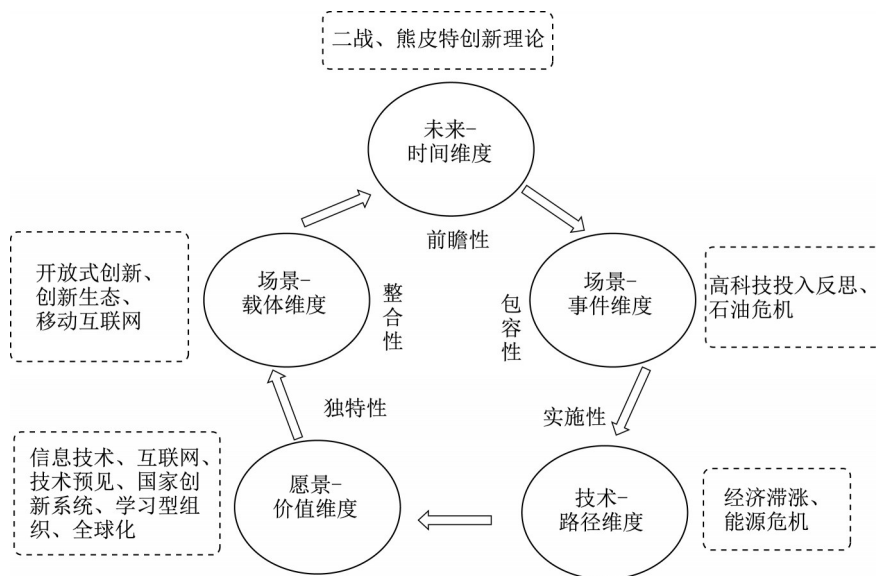 二战、熊皮特创新理论
未来-
时间维度
前瞻性
开放式创新、
创新生态、
移动互联网
场景-
载体维度
整合性
包容性
场景-
事件维度
高科技投入反思、
石油危机
独特性
实施性
信息技术、互联网、
技术预见、国家创
新系统、学习型组
织、全球化
愿景-
价值维度
技术-
路径维度
经济滞涨、
能源危机